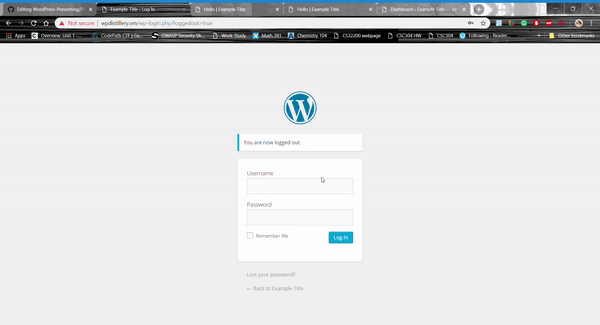 Editing WordPress-Presenting/
Example Title ‹ Log In
Hello | Example Title
Hello | Example Title
Dashboard ‹ Example Title
Not secure | wpdistillery.vm/wp-login.php?loggedout=true
Apps
Overview: Unit 1
CodePath CTF | Ga
OWASP Security Sh
Work-Study
Math 201
Chemistry 104
CS32200 webpage
CSC304 HW
CSC304
Following - Reader
Other bookmarks
You are now logged out.
Username
Password
Remember Me
Log In
Lost your password?
← Back to Example Title